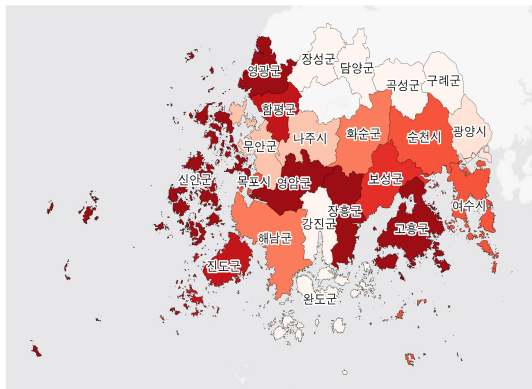 장성군
담양군
영광군
곡성군
구례군
함평군
나주시
화순군
순천시
광양시
무안군
신안군
목포시
영암군
보성군
장흥군
강진군
여수시
고흥군
해남군
진도군
완도군